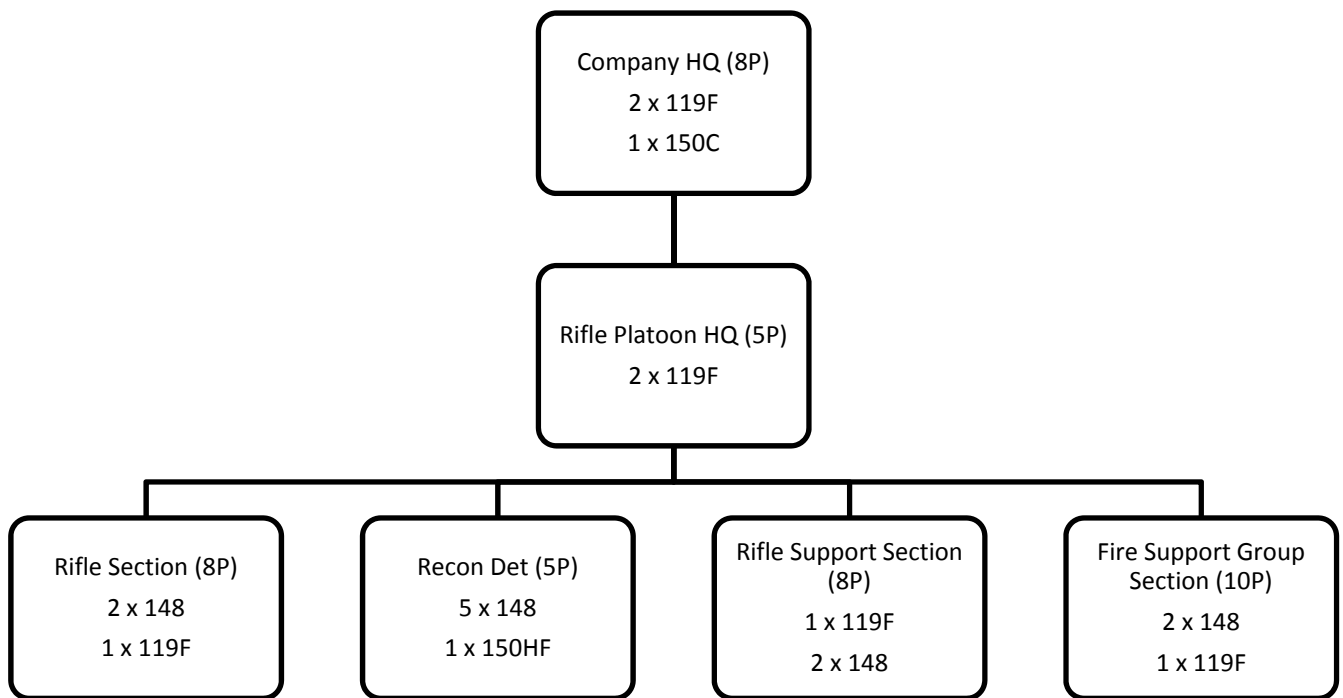 Company HQ (8P)
2 x 119F
1 x 150C
Rifle Platoon HQ (5P)
2 x 119F
Rifle Section (8P)
2 x 148
1 x 119F
Recon Det (5P)
5 x 148
1 x 150HF
Rifle Support Section
(8P)
1 x 119F
2 x 148
Fire Support Group
Section (10P)
2 x 148
1 x 119F